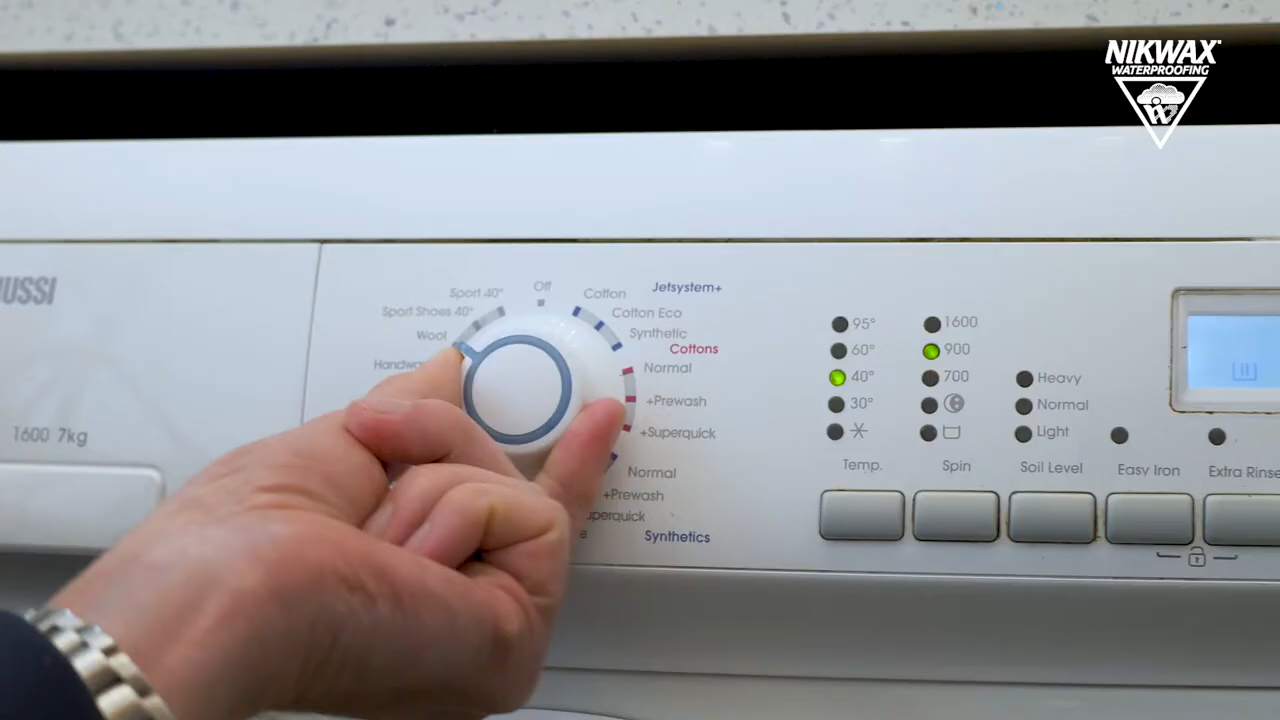 NIKWAX
WATERPROOFING
USSI
1600 7kg
Off
Sport 40°
Sport Shoes 40°
Wool
Handwa
Cotton
Jetsystem+
Cotton Eco
Synthetic
Cottons
Normal
+Prewash
+Superquick
Normal
+Prewash
uperquick
e
Synthetics
95°
60°
40°
30°
Temp.
1600
900
700
Spin
Heavy
Normal
Light
Soil Level
Easy Iron
Extra Rinse